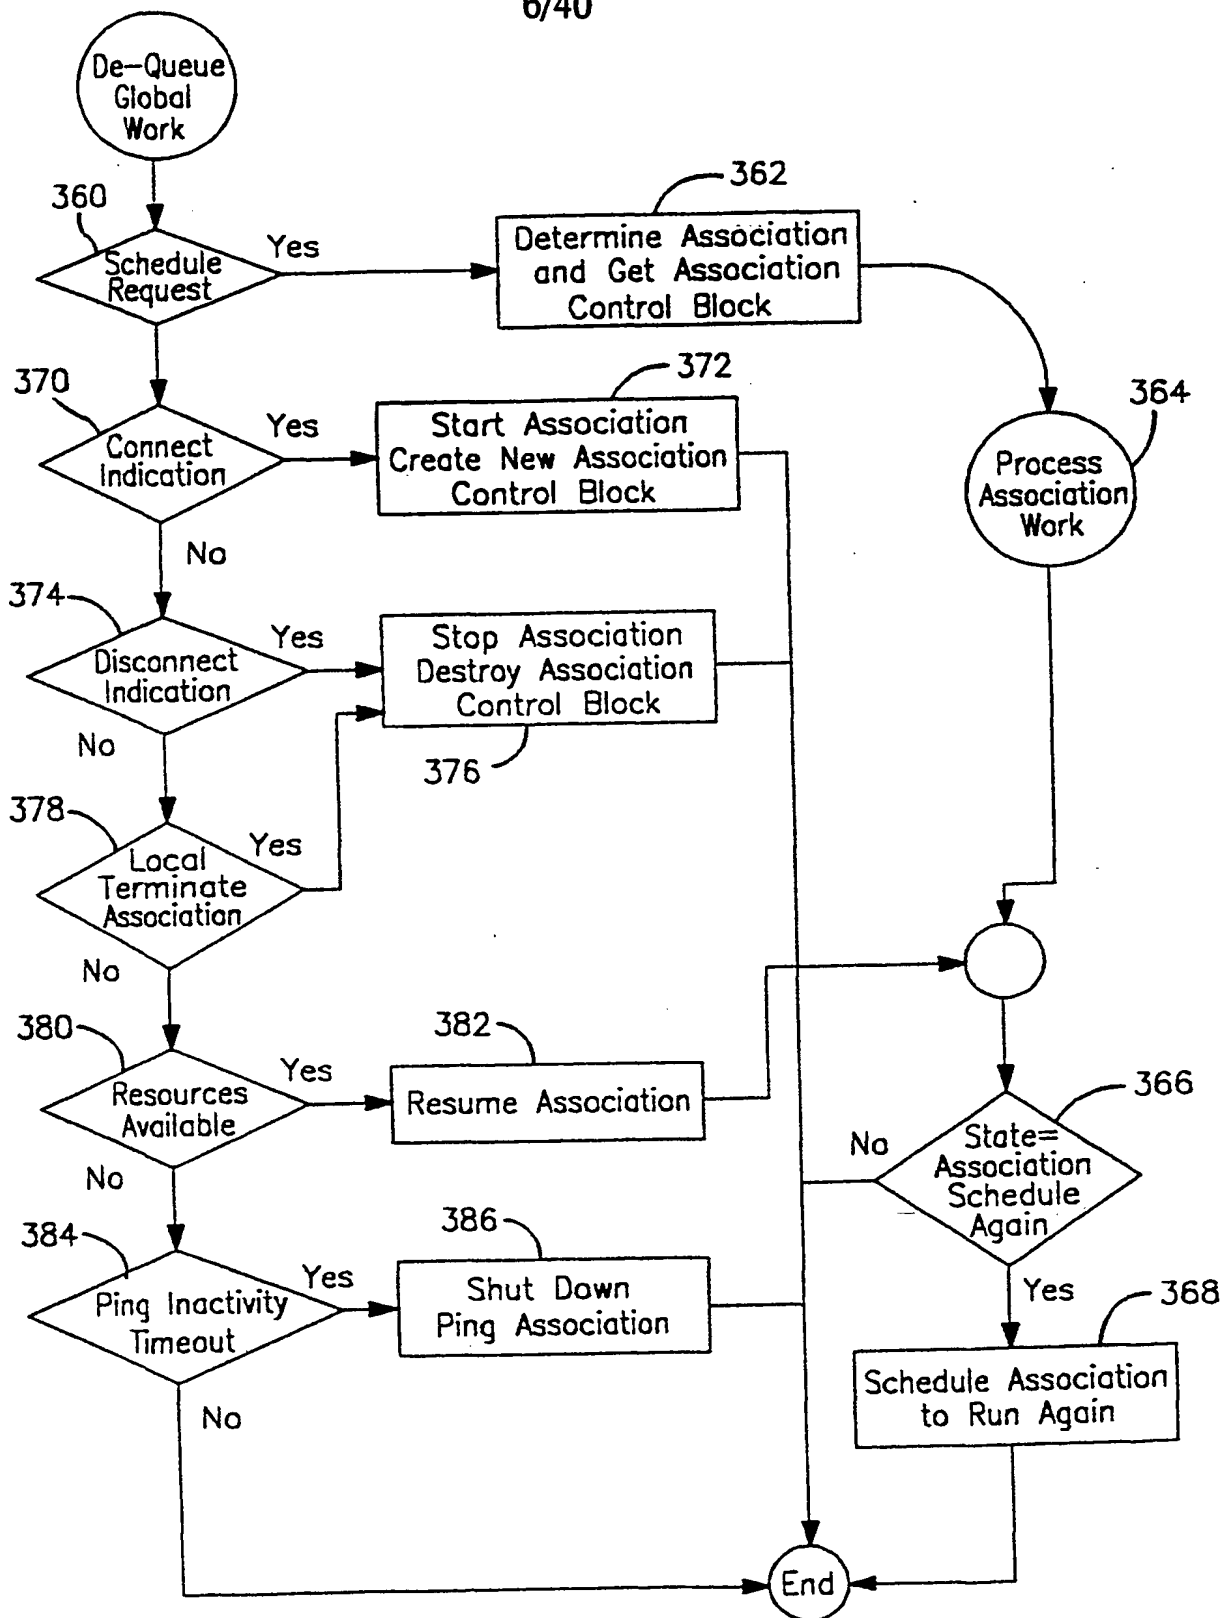 6/40
De-Queue
Global
Work
360
Schedule
Request
Yes
362
Determine Association
and Get Association
Control Block
370
Connect
Indication
Yes
372
Start Association
Create New Association
Control Block
364
Process
Association
Work
No
374
Disconnect
Indication
Yes
Stop Association
Destroy Association
Control Block
376
No
378
Local
Terminate
Association
Yes
No
380
Resources
Available
Yes
382
Resume Association
366
State=
Association
Schedule
Again
No
No
384
Ping Inactivity
Timeout
Yes
386
Shut Down
Ping Association
Yes
368
Schedule Association
to Run Again
No
End